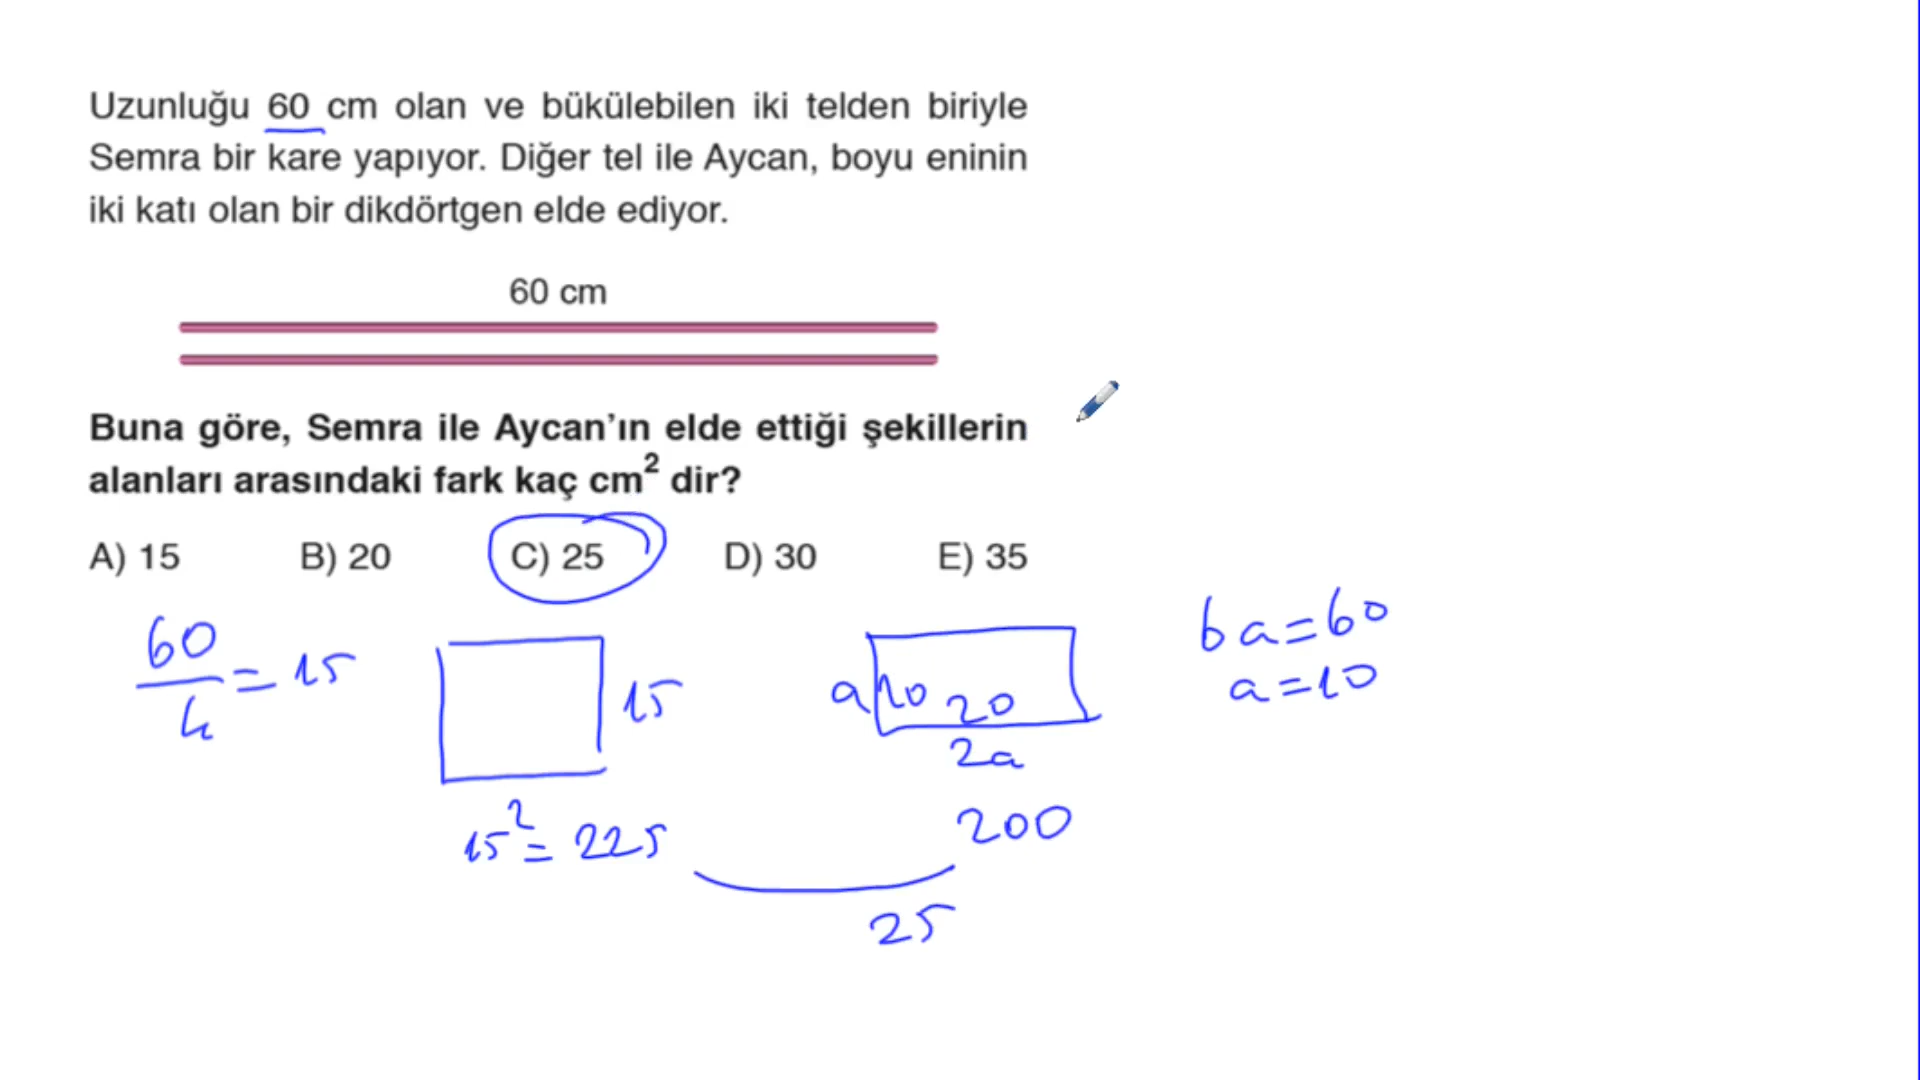 Uzunluğu 60 cm olan ve bükülebilen iki telden biriyle
Semra bir kare yapıyor. Diğer tel ile Aycan, boyu eninin
iki katı olan bir dikdörtgen elde ediyor.
60 cm
Buna göre, Semra ile Aycan’ın elde ettiği şekillerin
alanları arasındaki fark kaç cm² dir?
A) 15 B) 20 C) 25 D) 30 E) 35
60/4 = 15
15
a 10 20
2a
6a = 60
a = 10
15² = 225
200
25